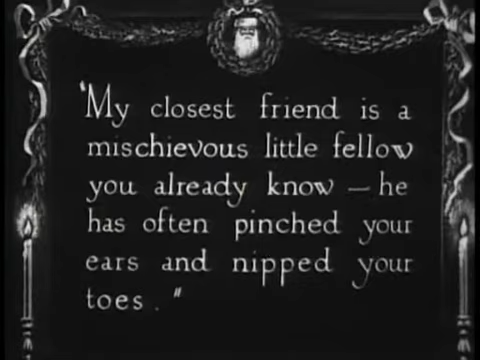 "My closest friend is a
mischievous little fellow
you already know — he
has often pinched your
ears and nipped your
toes."